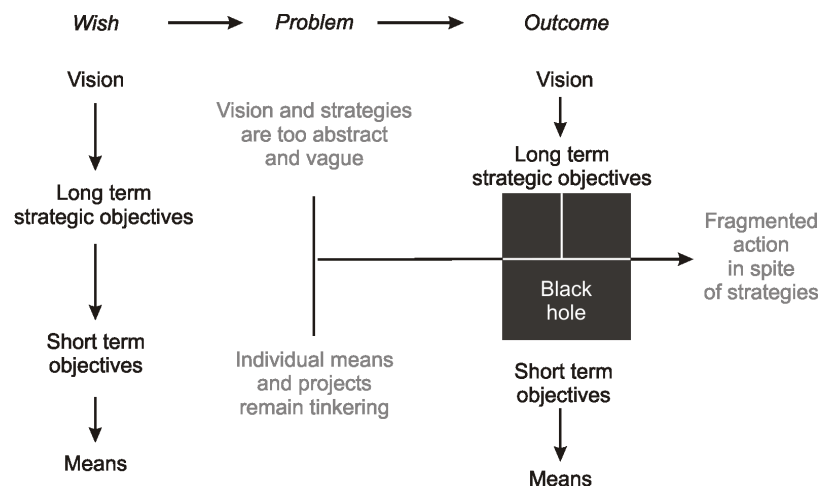 Wish
Problem
Outcome
Vision
Long term
strategic objectives
Short term
objectives
Means
Vision and strategies
are too abstract
and vague
Individual means
and projects
remain tinkering
Vision
Long term
strategic objectives
Black
hole
Short term
objectives
Means
Fragmented
action
in spite
of strategies